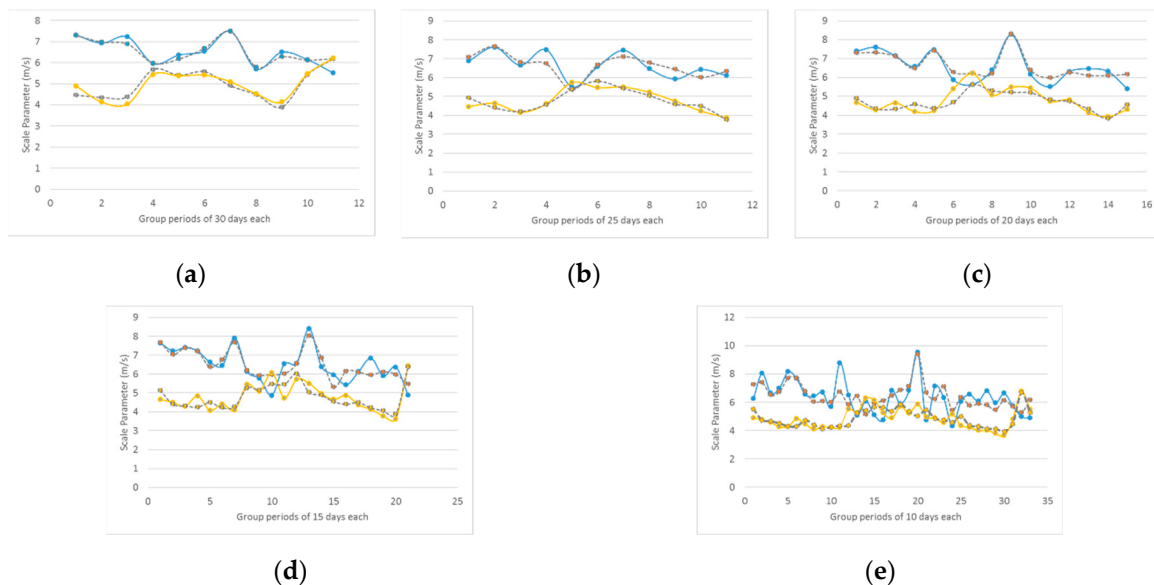 8
7
6
5
4
3
2
1
0
Scale Parameter (m/s)
0 2 4 6 8 10 12
Group periods of 30 days each
(a)
9
8
7
6
5
4
3
2
1
0
Scale Parameter (m/s)
0 2 4 6 8 10 12
Group periods of 25 days each
(b)
9
8
7
6
5
4
3
2
1
0
Scale Parameter (m/s)
0 2 4 6 8 10 12 14 16
Group periods of 20 days each
(c)
9
8
7
6
5
4
3
2
1
0
Scale Parameter (m/s)
0 5 10 15 20 25
Group periods of 15 days each
(d)
12
10
8
6
4
2
0
Scale Parameter (m/s)
0 5 10 15 20 25 30 35
Group periods of 10 days each
(e)